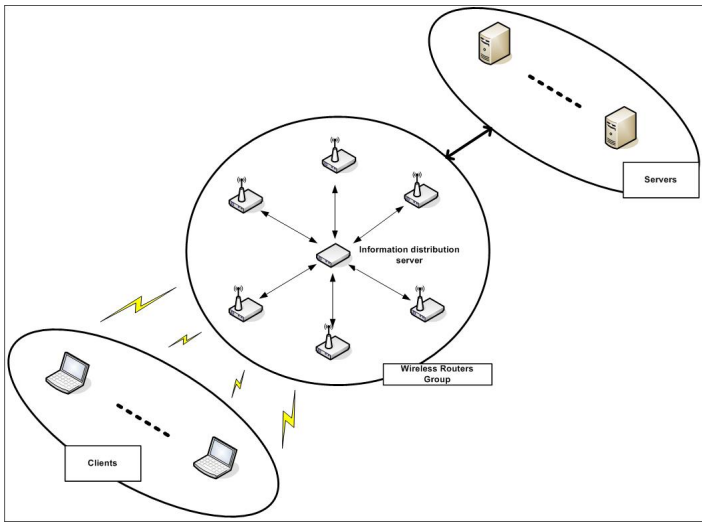 Servers
Information distribution
server
Wireless Routers
Group
Clients